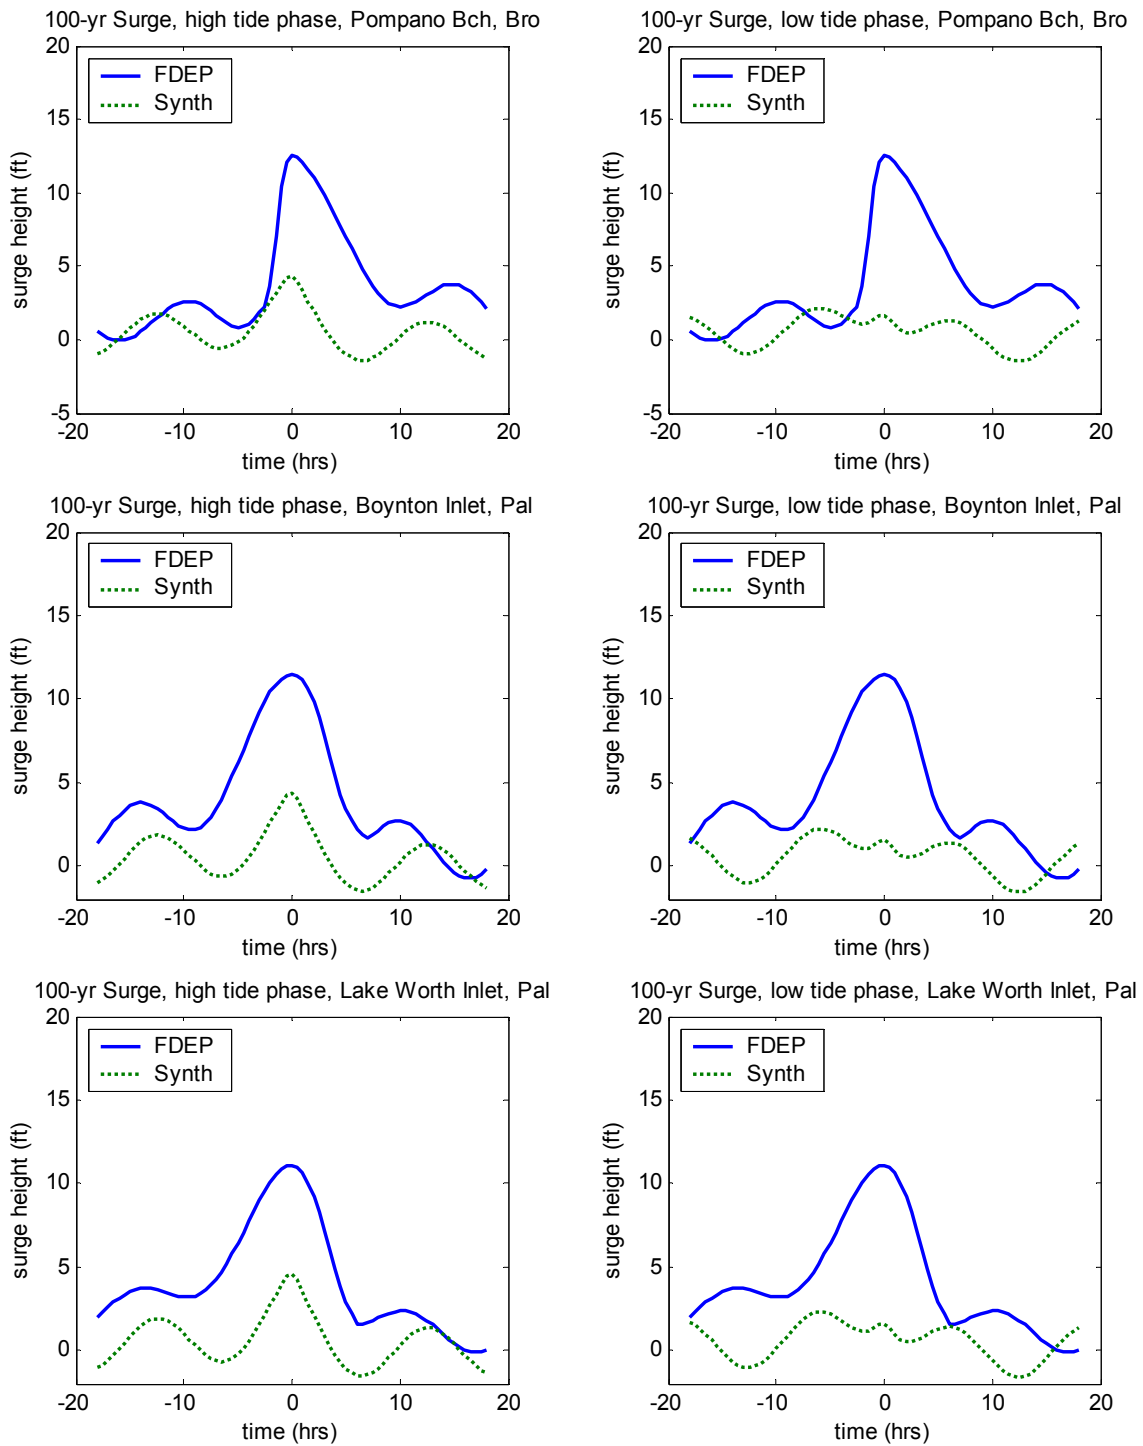 100-yr Surge, high tide phase, Pompano Bch, Bro
20
15
10
5
0
-5
surge height (ft)
FDEP
Synth
-20 -10 0 10 20
time (hrs)
100-yr Surge, low tide phase, Pompano Bch, Bro
20
15
10
5
0
-5
surge height (ft)
FDEP
Synth
-20 -10 0 10 20
time (hrs)
100-yr Surge, high tide phase, Boynton Inlet, Pal
20
15
10
5
0
surge height (ft)
FDEP
Synth
-20 -10 0 10 20
time (hrs)
100-yr Surge, low tide phase, Boynton Inlet, Pal
20
15
10
5
0
surge height (ft)
FDEP
Synth
-20 -10 0 10 20
time (hrs)
100-yr Surge, high tide phase, Lake Worth Inlet, Pal
20
15
10
5
0
surge height (ft)
FDEP
Synth
-20 -10 0 10 20
time (hrs)
100-yr Surge, low tide phase, Lake Worth Inlet, Pal
20
15
10
5
0
surge height (ft)
FDEP
Synth
-20 -10 0 10 20
time (hrs)